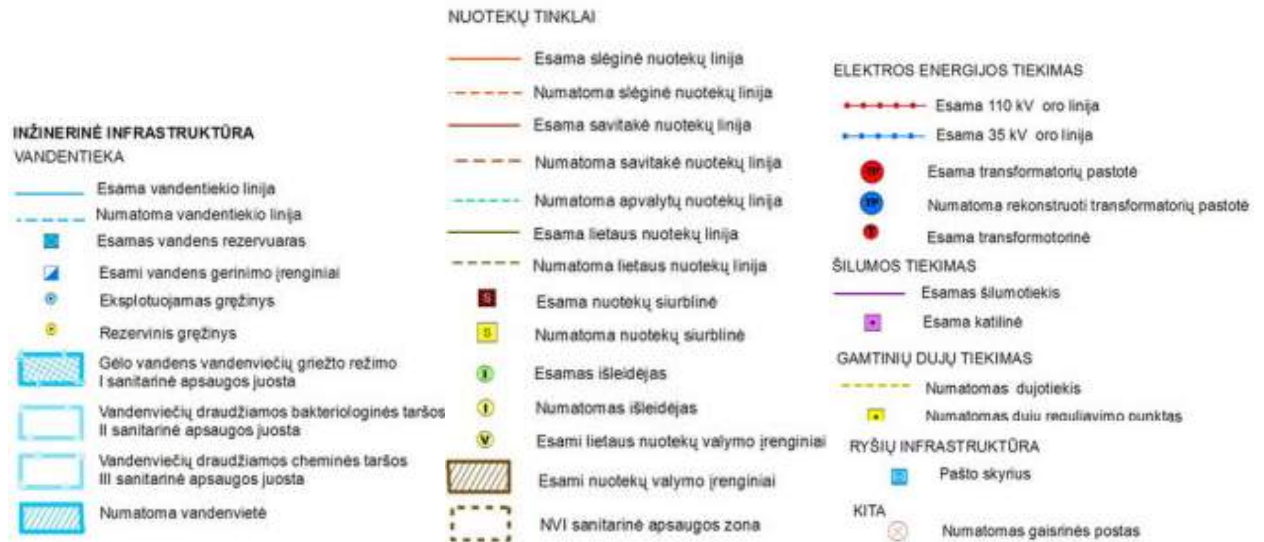 INŽINERINĖ INFRASTRUKTŪRA
VANDENTIEKA
Esama vandentiekio linija
Numatoma vandentiekio linija
Esamas vandens rezervuaras
Esami vandens gerinimo įrenginiai
Eksplotuojamas gręžinys
Rezervinis gręžinys
Gėlo vandens vandenviečių griežto režimo
I sanitarinė apsaugos juosta
Vandenviečių draudžiamos bakteriologinės taršos
II sanitarinė apsaugos juosta
Vandenviečių draudžiamos cheminės taršos
III sanitarinė apsaugos juosta
Numatoma vandenvietė
NUOTEKŲ TINKLAI
Esama slėginė nuotekų linija
Numatoma slėginė nuotekų linija
Esama savitakė nuotekų linija
Numatoma savitakė nuotekų linija
Numatoma apvalytų nuotekų linija
Esama lietaus nuotekų linija
Numatoma lietaus nuotekų linija
S Esama nuotekų siurblinė
S Numatoma nuotekų siurblinė
I Esamas išleidėjas
I Numatomas išleidėjas
V Esami lietaus nuotekų valymo įrenginiai
Esami nuotekų valymo įrenginiai
NVI sanitarinė apsaugos zona
ELEKTROS ENERGIJOS TIEKIMAS
Esama 110 kV oro linija
Esama 35 kV oro linija
TP Esama transformatorių pastotė
TP Numatoma rekonstruoti transformatorių pastotė
T Esama transformotorinė
ŠILUMOS TIEKIMAS
Esamas šilumotiekis
Esama katilinė
GAMTINIŲ DUJŲ TIEKIMAS
Numatomas dujotiekis
Numatomas dujų reguliavimo punktas
RYŠIŲ INFRASTRUKTŪRA
Pašto skyrius
KITA
Numatomas gaisrinės postas